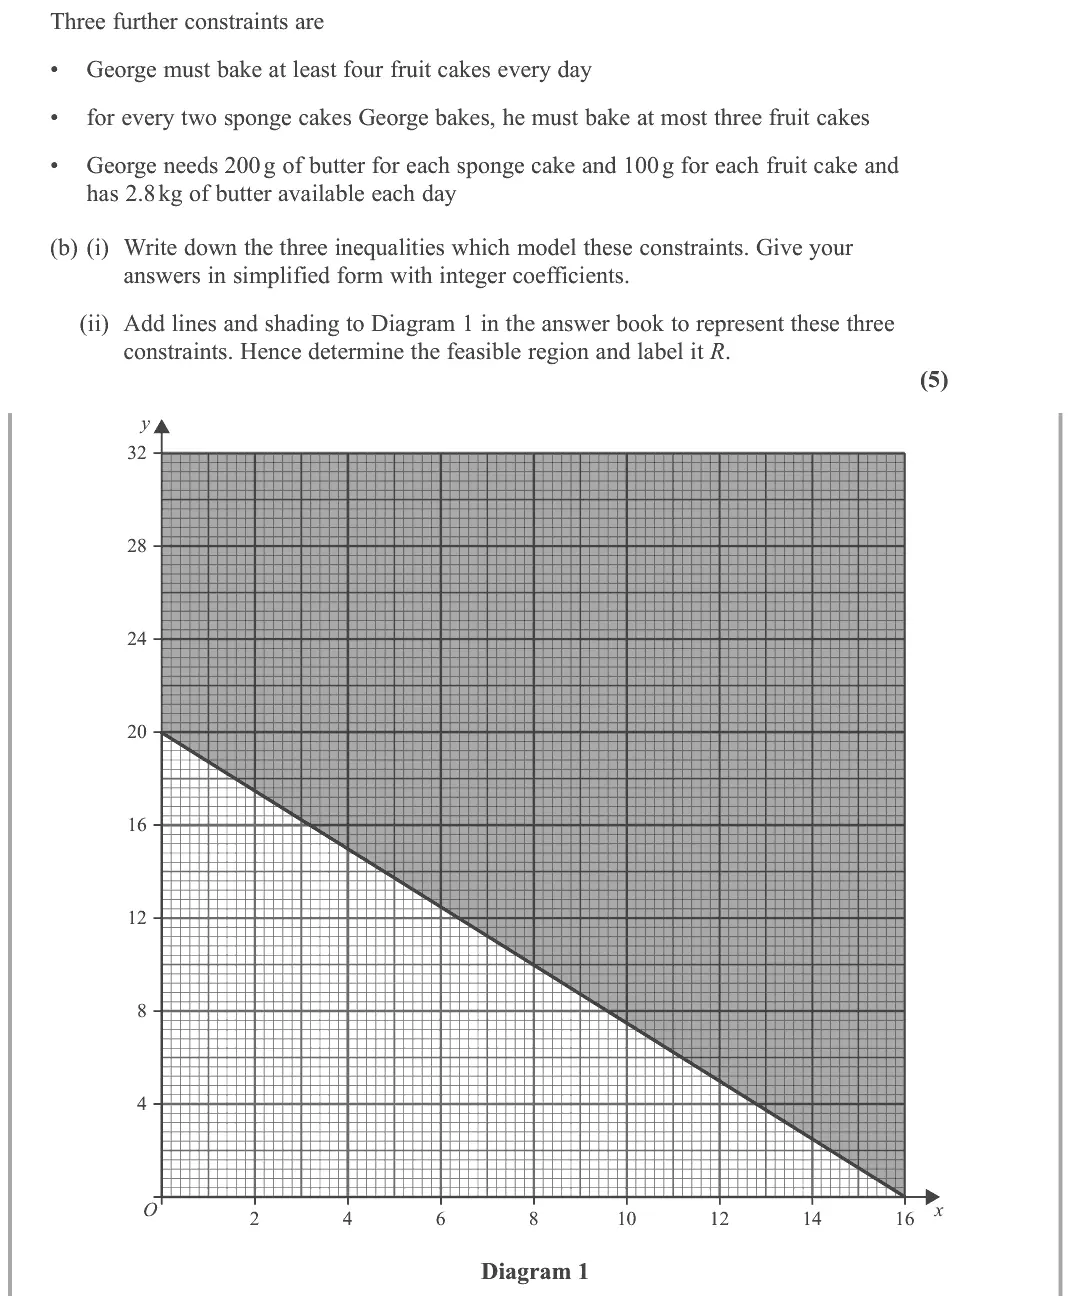 Three further constraints are
• George must bake at least four fruit cakes every day
• for every two sponge cakes George bakes, he must bake at most three fruit cakes
• George needs 200 g of butter for each sponge cake and 100 g for each fruit cake and
has 2.8 kg of butter available each day
(b) (i) Write down the three inequalities which model these constraints. Give your
answers in simplified form with integer coefficients.
(ii) Add lines and shading to Diagram 1 in the answer book to represent these three
constraints. Hence determine the feasible region and label it R.
(5)
y
32
28
24
20
16
12
8
4
O
2 4 6 8 10 12 14 16 x
Diagram 1